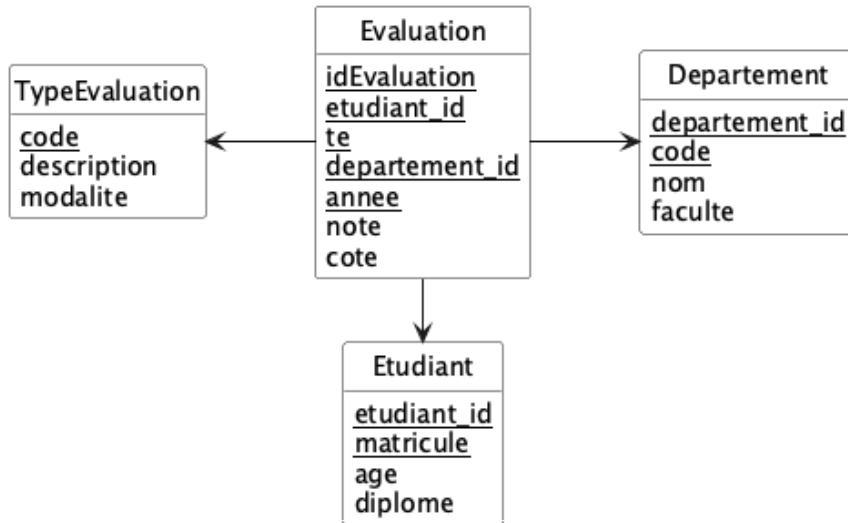 Evaluation
idEvaluation
etudiant_id
te
departement_id
annee
note
cote
TypeEvaluation
code
description
modalite
Departement
departement_id
code
nom
faculte
Etudiant
etudiant_id
matricule
age
diplome